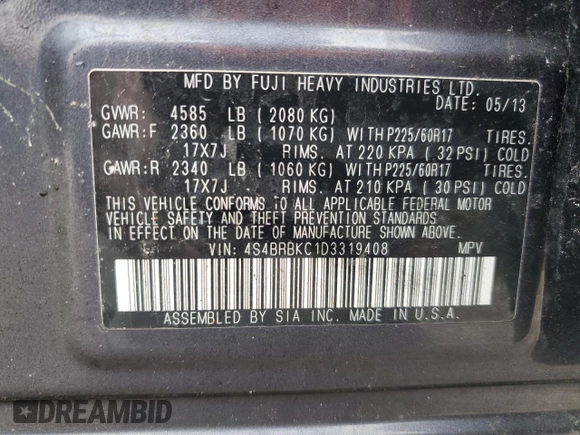 MFD BY FUJI HEAVY INDUSTRIES LTD.
DATE: 05/13
GVWR: 4585 LB ( 2080 KG)
GAWR:F 2360 LB ( 1070 KG) WITH P225/60R17 TIRES.
17X7J RIMS. AT 220 KPA ( 32 PSI) COLD
GAWR:R 2340 LB ( 1060 KG) WITH P225/60R17 TIRES.
17X7J RIMS. AT 210 KPA ( 30 PSI) COLD
THIS VEHICLE CONFORMS TO ALL APPLICABLE FEDERAL MOTOR
VEHICLE SAFETY AND THEFT PREVENTION STANDARDS
IN EFFECT ON THE DATE OF MANUFACTURE SHOWN ABOVE.
VIN: 4S4BRBKC1D3319408 MPV
ASSEMBLED BY SIA INC. MADE IN U.S.A.
DREAMBID